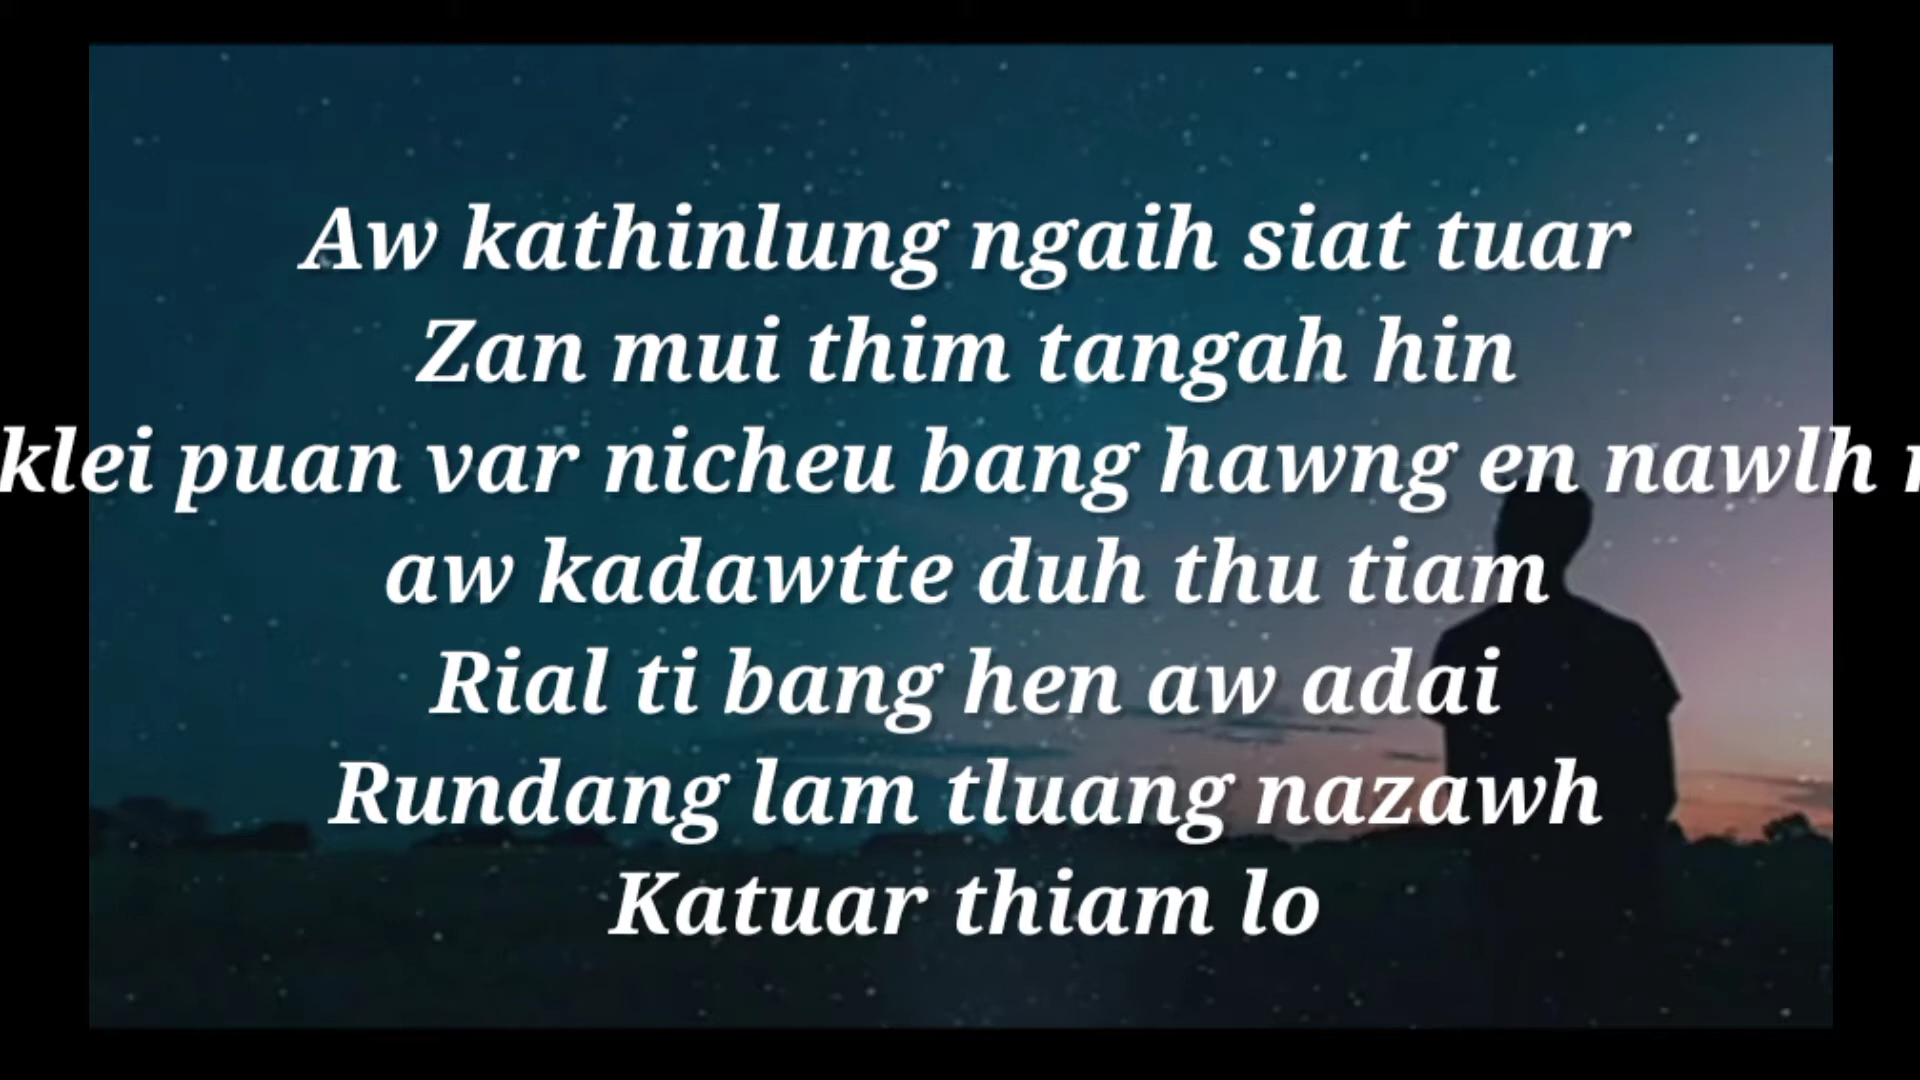 Aw kathinlung ngaih siat tuar
Zan mui thim tangah hin
klei puan var nicheu bang hawng en nawlh
aw kadawtte duh thu tiam
Rial ti bang hen aw adai
Rundang lam tluang nazawh
Katuar thiam lo